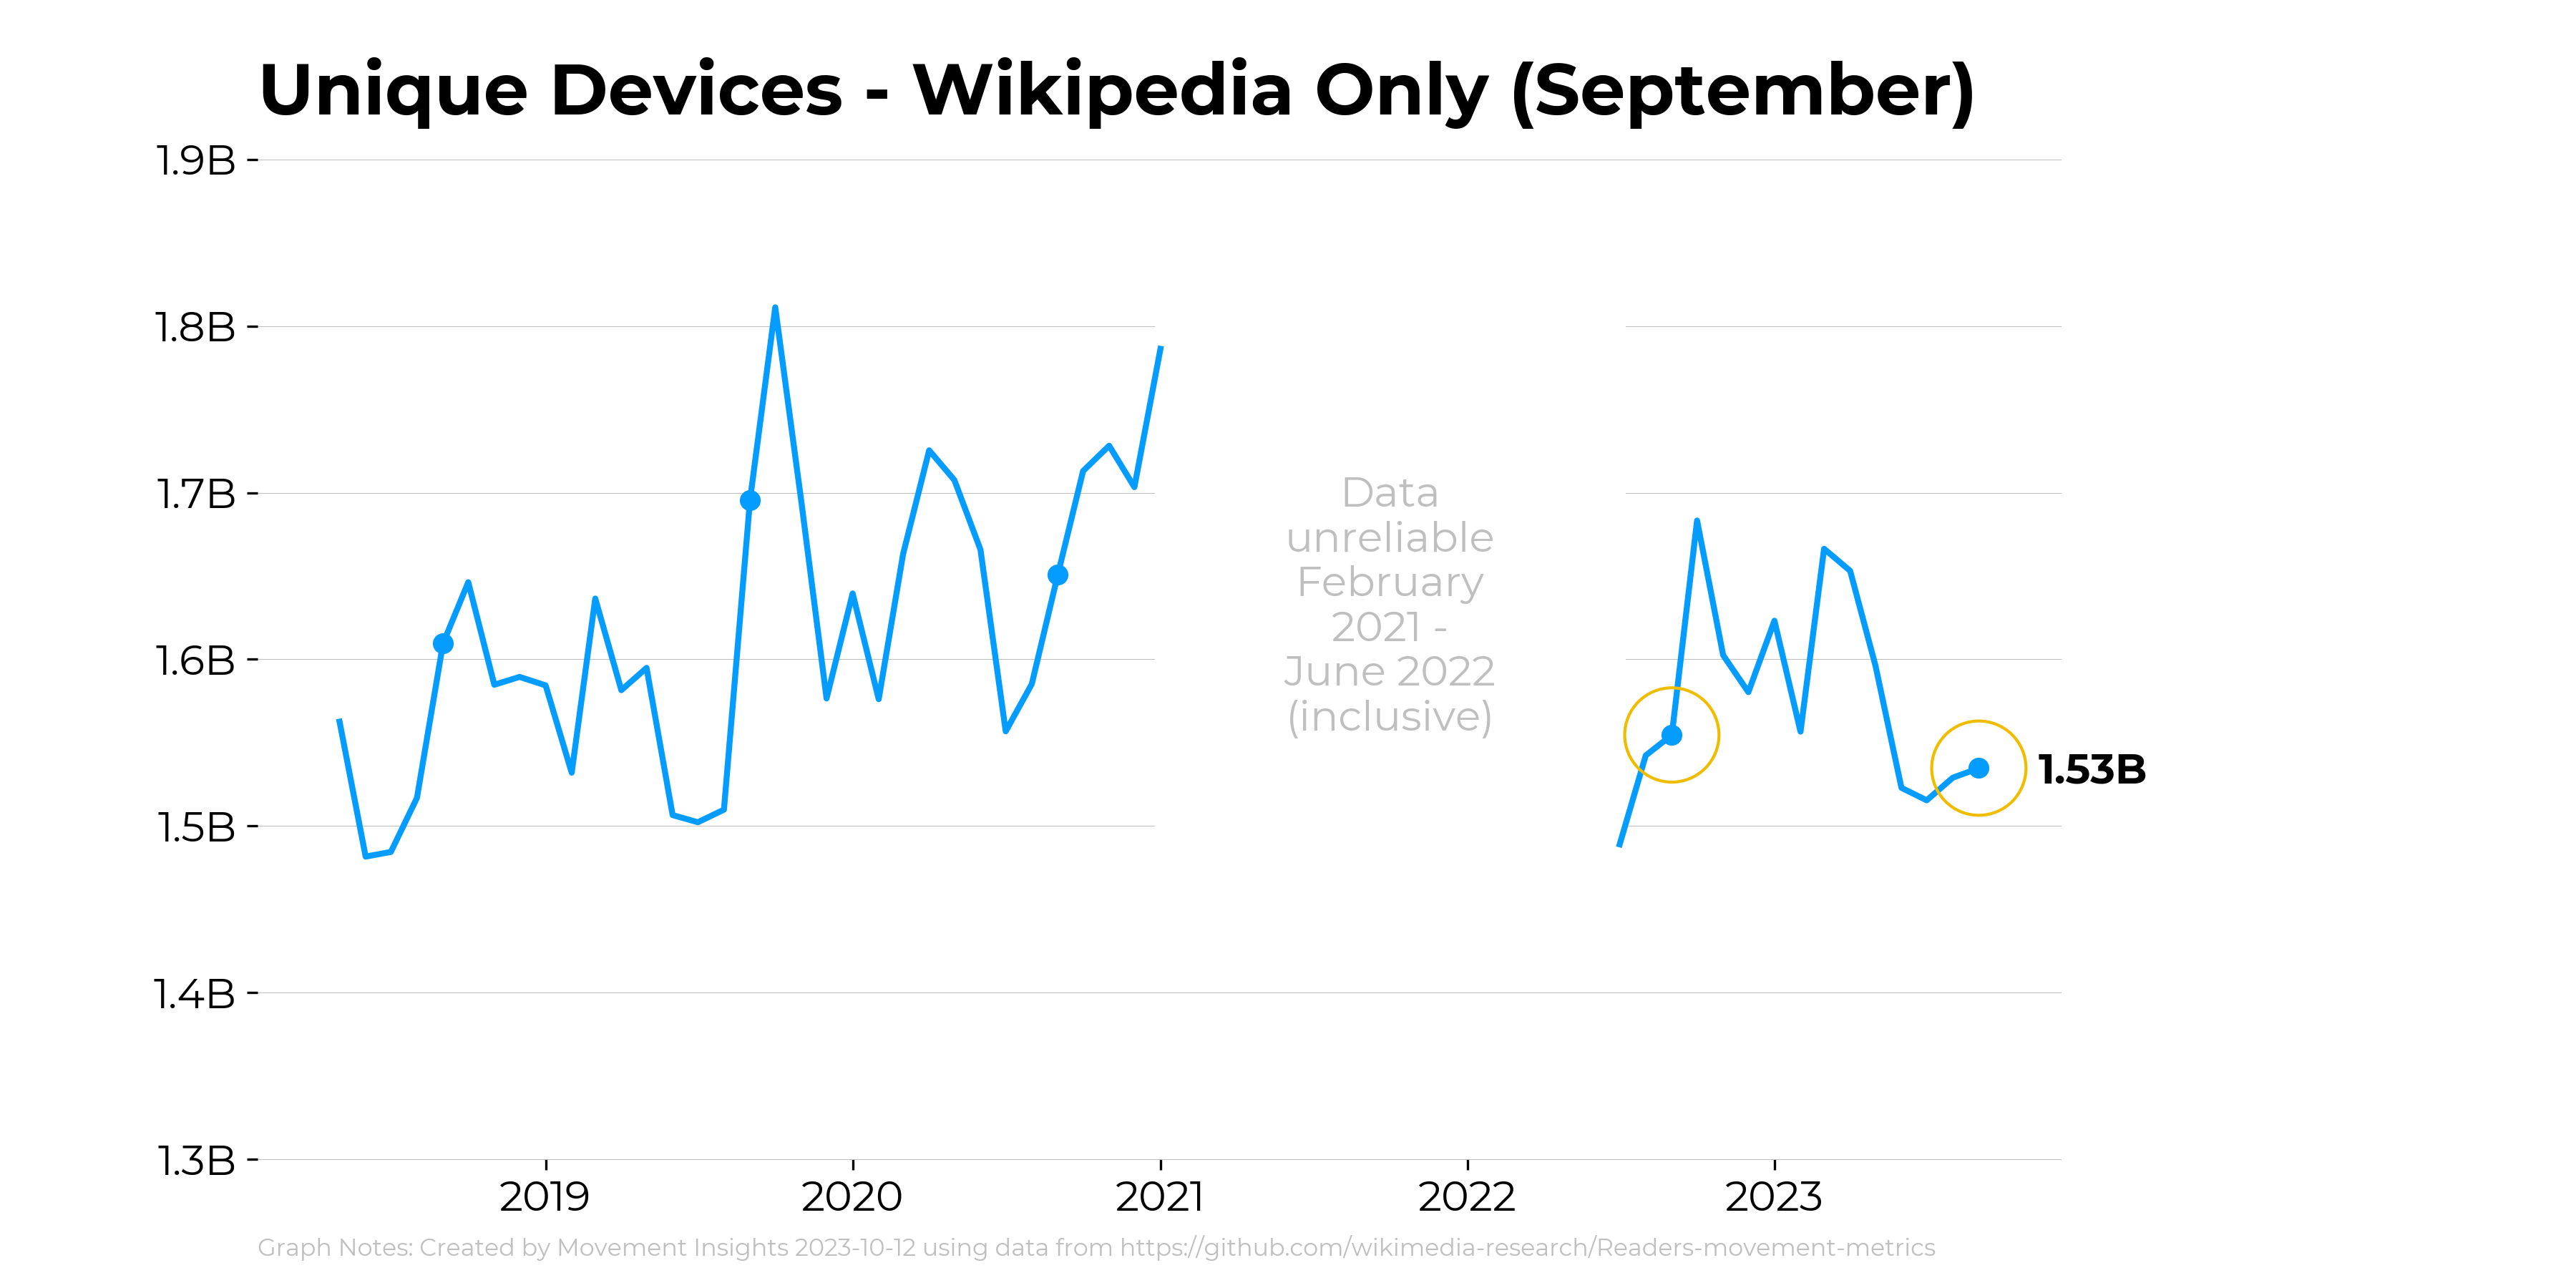 Unique Devices - Wikipedia Only (September)
1.9B
1.8B
1.7B
1.6B
1.5B
1.4B
1.3B
Data
unreliable
February
2021 -
June 2022
(inclusive)
1.53B
2019
2020
2021
2022
2023
Graph Notes: Created by Movement Insights 2023-10-12 using data from https://github.com/wikimedia-research/Readers-movement-metrics